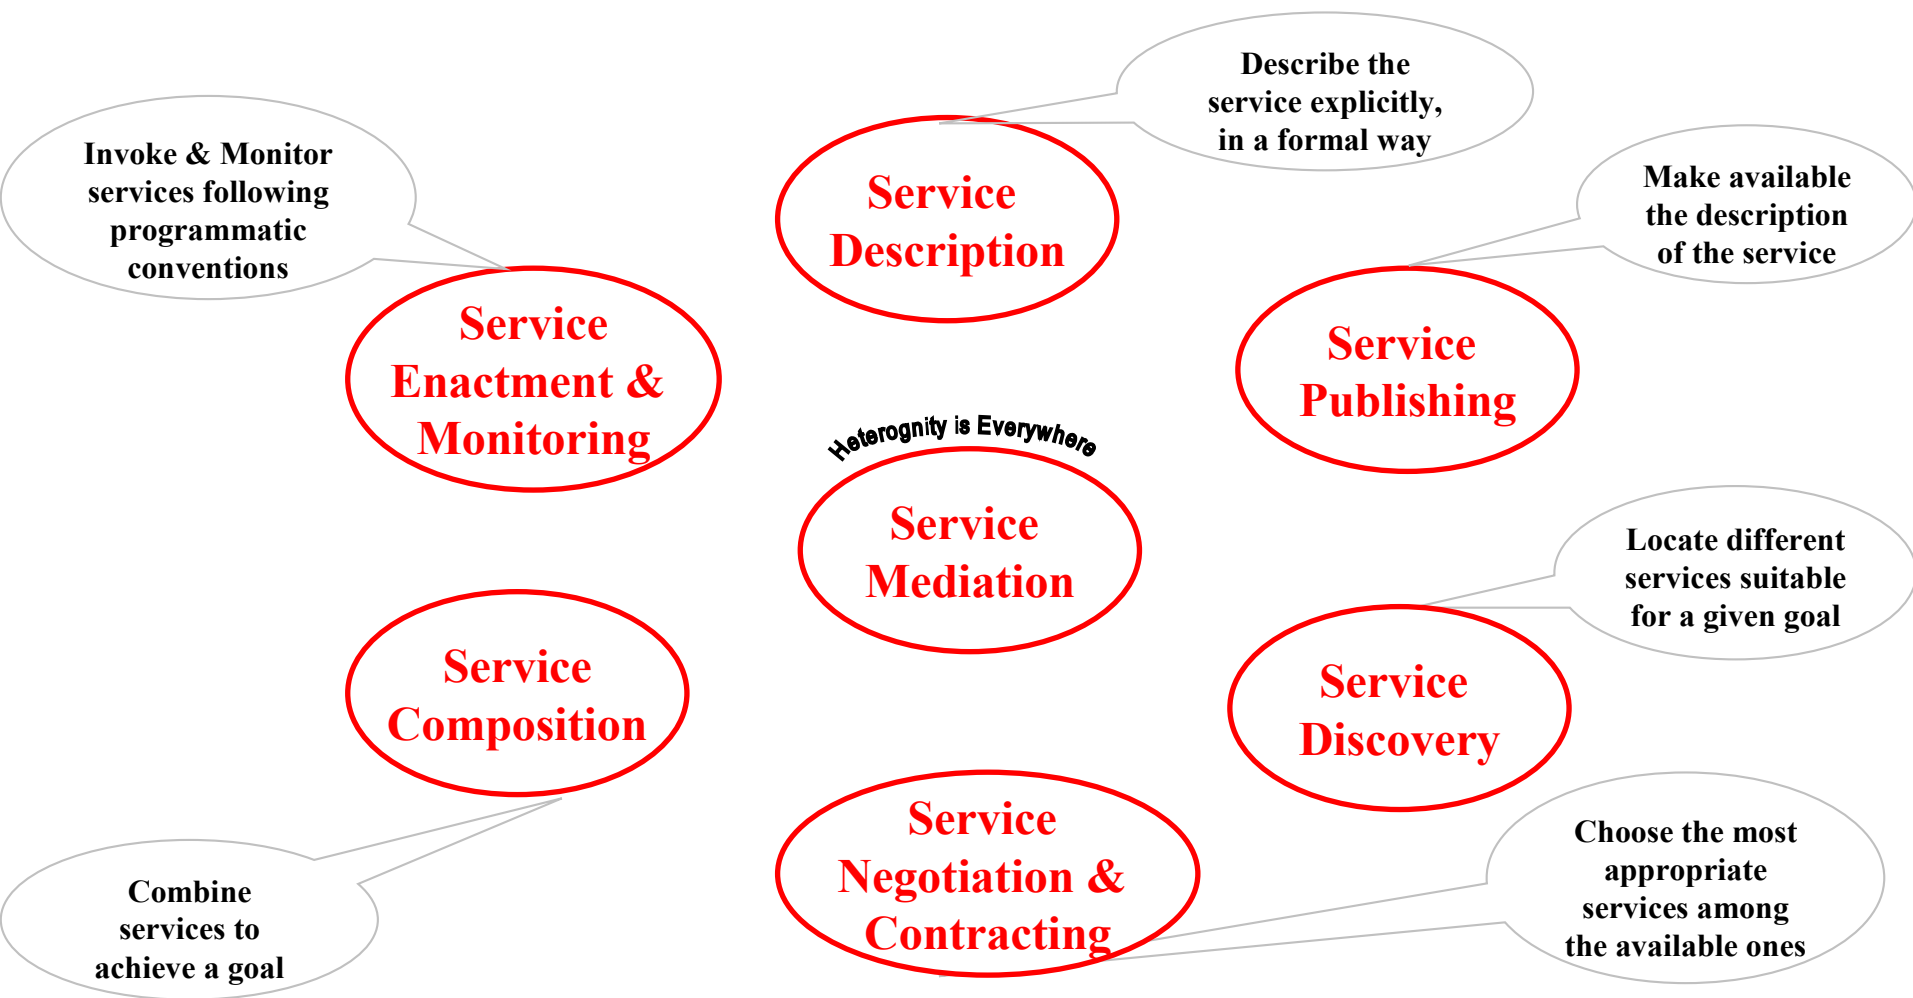 Describe the
service explicitly,
in a formal way
Invoke & Monitor
services following
programmatic
conventions
Service
Description
Make available
the description
of the service
Service
Enactment &
Monitoring
Service
Publishing
Heterognity is Everywhere
Service
Mediation
Locate different
services suitable
for a given goal
Service
Composition
Service
Discovery
Service
Negotiation &
Contracting
Choose the most
appropriate
services among
the available ones
Combine
services to
achieve a goal